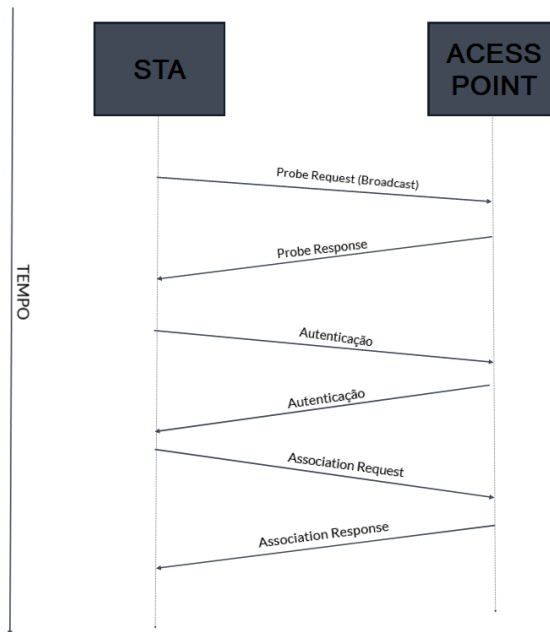 STA
ACESS
POINT
Probe Request (Broadcast)
Probe Response
TEMPO
Autenticação
Autenticação
Association Request
Association Response